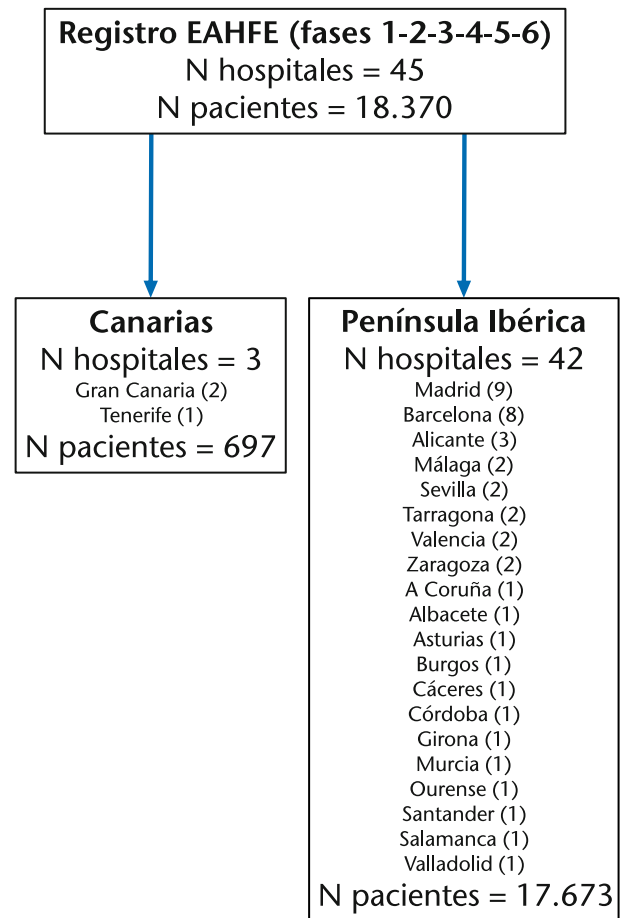 Registro EAHFE (fases 1-2-3-4-5-6)
N hospitales = 45
N pacientes = 18.370
Canarias
N hospitales = 3
Gran Canaria (2)
Tenerife (1)
N pacientes = 697
Península Ibérica
N hospitales = 42
Madrid (9)
Barcelona (8)
Alicante (3)
Málaga (2)
Sevilla (2)
Tarragona (2)
Valencia (2)
Zaragoza (2)
A Coruña (1)
Albacete (1)
Asturias (1)
Burgos (1)
Cáceres (1)
Córdoba (1)
Girona (1)
Murcia (1)
Ourense (1)
Santander (1)
Salamanca (1)
Valladolid (1)
N pacientes = 17.673